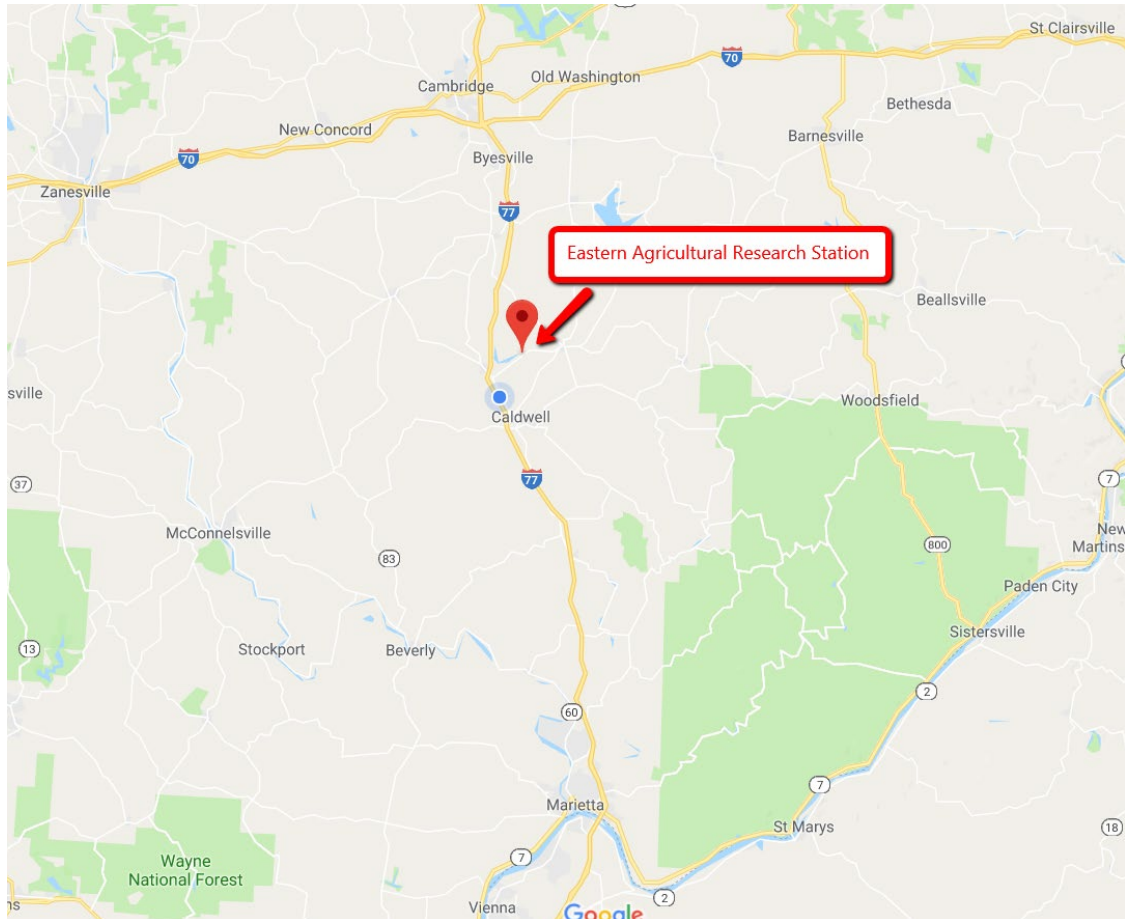 St Clairsville
70
Old Washington
Cambridge
Bethesda
New Concord
Barnesville
70
Byesville
Zanesville
77
Eastern Agricultural Research Station
Beallsville
sville
Woodsfield
Caldwell
77
7
37
McConnelsville
New
Martins
800
83
Paden City
Sistersville
13
Stockport
Beverly
2
60
7
Marietta
St Marys
18
7
Wayne
National Forest
2
Vienna
Google
ns